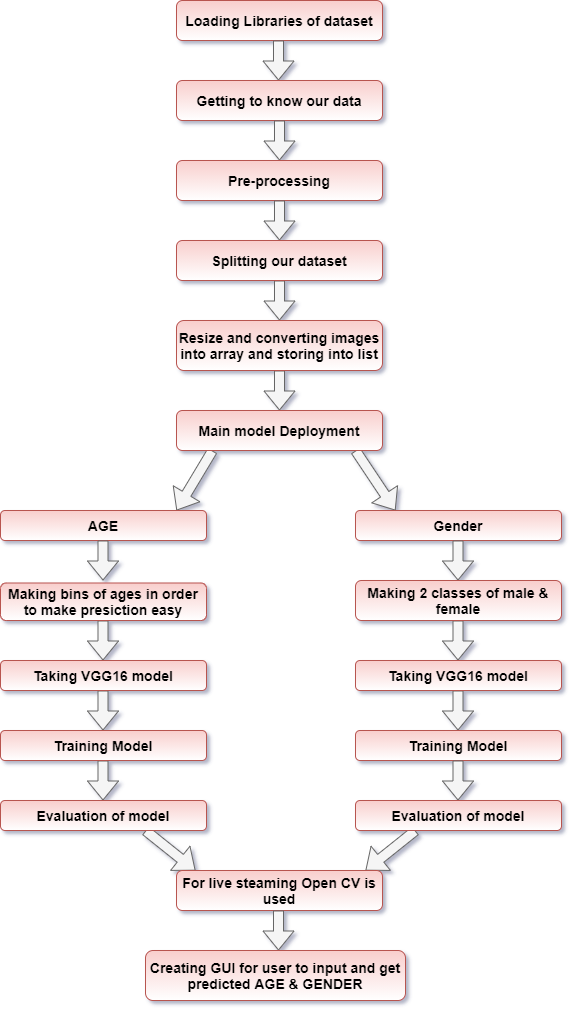 Loading Libraries of dataset
Getting to know our data
Pre-processing
Splitting our dataset
Resize and converting images
into array and storing into list
Main model Deployment
AGE
Making bins of ages in order
to make presiction easy
Taking VGG16 model
Training Model
Evaluation of model
Gender
Making 2 classes of male &
female
Taking VGG16 model
Training Model
Evaluation of model
For live steaming Open CV is
used
Creating GUI for user to input and get
predicted AGE & GENDER